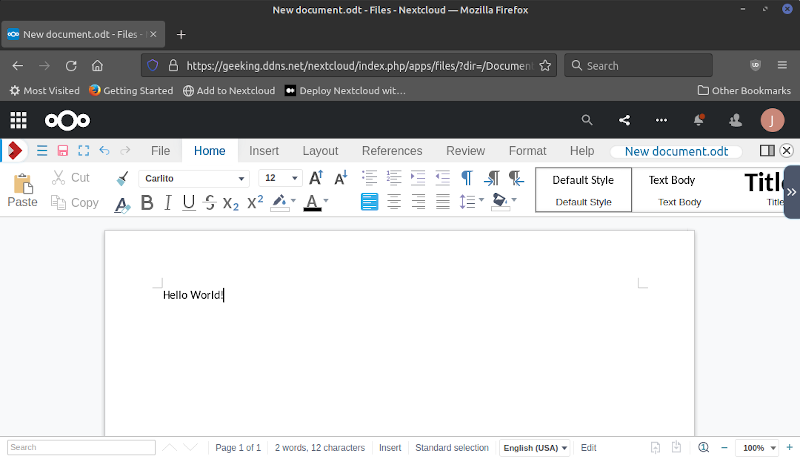 New document.odt - Files - Nextcloud — Mozilla Firefox
New document.odt - Files -
https://geeking.ddns.net/nextcloud/index.php/apps/files/?dir=/Document
Search
Most Visited Getting Started Add to Nextcloud Deploy Nextcloud wit… Other Bookmarks
J
File Home Insert Layout References Review Format Help New document.odt
Paste Cut Carlito 12 Default Style Text Body Title
Copy B I U S X2 X2 A Default Style Text Body Title
Hello World!
Search Page 1 of 1 2 words, 12 characters Insert Standard selection English (USA) Edit 100%